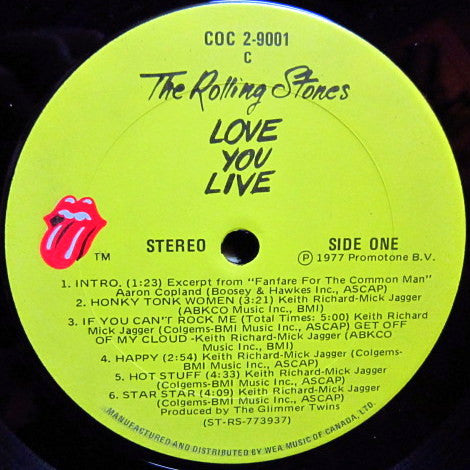 COC 2-9001
C
The Rolling Stones
LOVE
YOU
LIVE
TM
STEREO
SIDE ONE
℗ 1977 Promotone B.V.
1. INTRO. (1:23) Excerpt from "Fanfare For The Common Man"
Aaron Copland (Boosey & Hawkes Inc., ASCAP)
2. HONKY TONK WOMEN (3:21) Keith Richard-Mick Jagger
(ABKCO Music Inc., BMI)
3. IF YOU CAN'T ROCK ME (Total Times: 5:00) Keith Richard
Mick Jagger (Colgems-BMI Music Inc., ASCAP) GET OFF
OF MY CLOUD -Keith Richard-Mick Jagger (ABKCO
Music Inc., BMI)
4. HAPPY (2:54) Keith Richard-Mick Jagger (Colgems-
BMI Music Inc., ASCAP)
5. HOT STUFF (4:33) Keith Richard-Mick Jagger
(Colgems-BMI Music Inc., ASCAP)
6. STAR STAR (4:09) Keith Richard-Mick Jagger
(Colgems-BMI Music Inc., ASCAP)
Produced by The Glimmer Twins
(ST-RS-773937)
MANUFACTURED AND DISTRIBUTED BY WEA MUSIC OF CANADA, LTD.